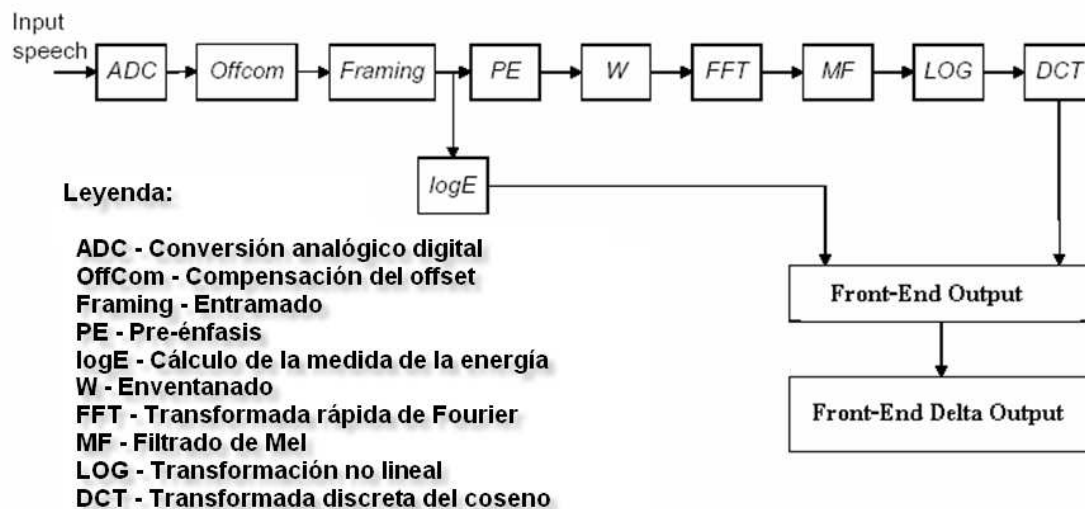 Input
speech
ADC
Offcom
Framing
PE
W
FFT
MF
LOG
DCT
logE
Leyenda:
ADC - Conversión analógico digital
OffCom - Compensación del offset
Framing - Entramado
PE - Pre-énfasis
logE - Cálculo de la medida de la energía
W - Enventanado
FFT - Transformada rápida de Fourier
MF - Filtrado de Mel
LOG - Transformación no lineal
DCT - Transformada discreta del coseno
Front-End Output
Front-End Delta Output